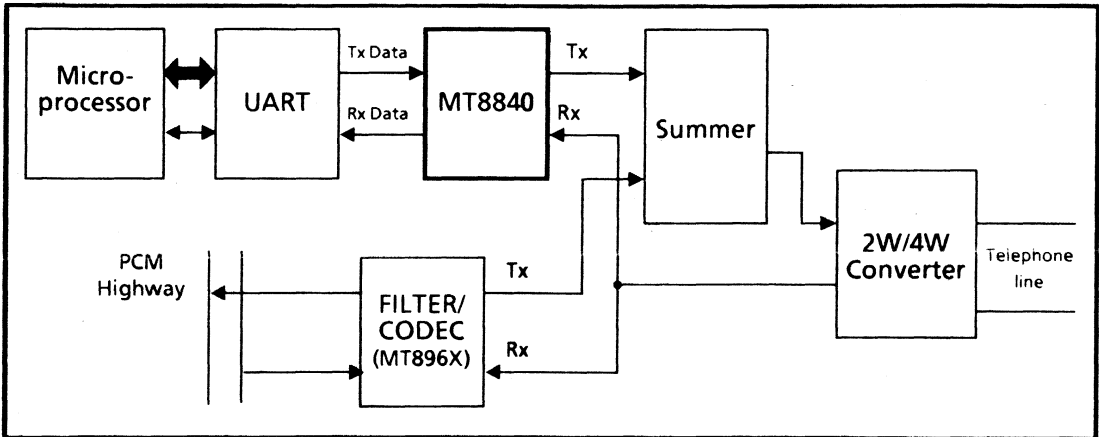 Micro-
processor
UART
Tx Data
Rx Data
MT8840
Tx
Rx
Summer
2W/4W
Converter
Telephone
line
PCM
Highway
FILTER/
CODEC
(MT896X)
Tx
Rx